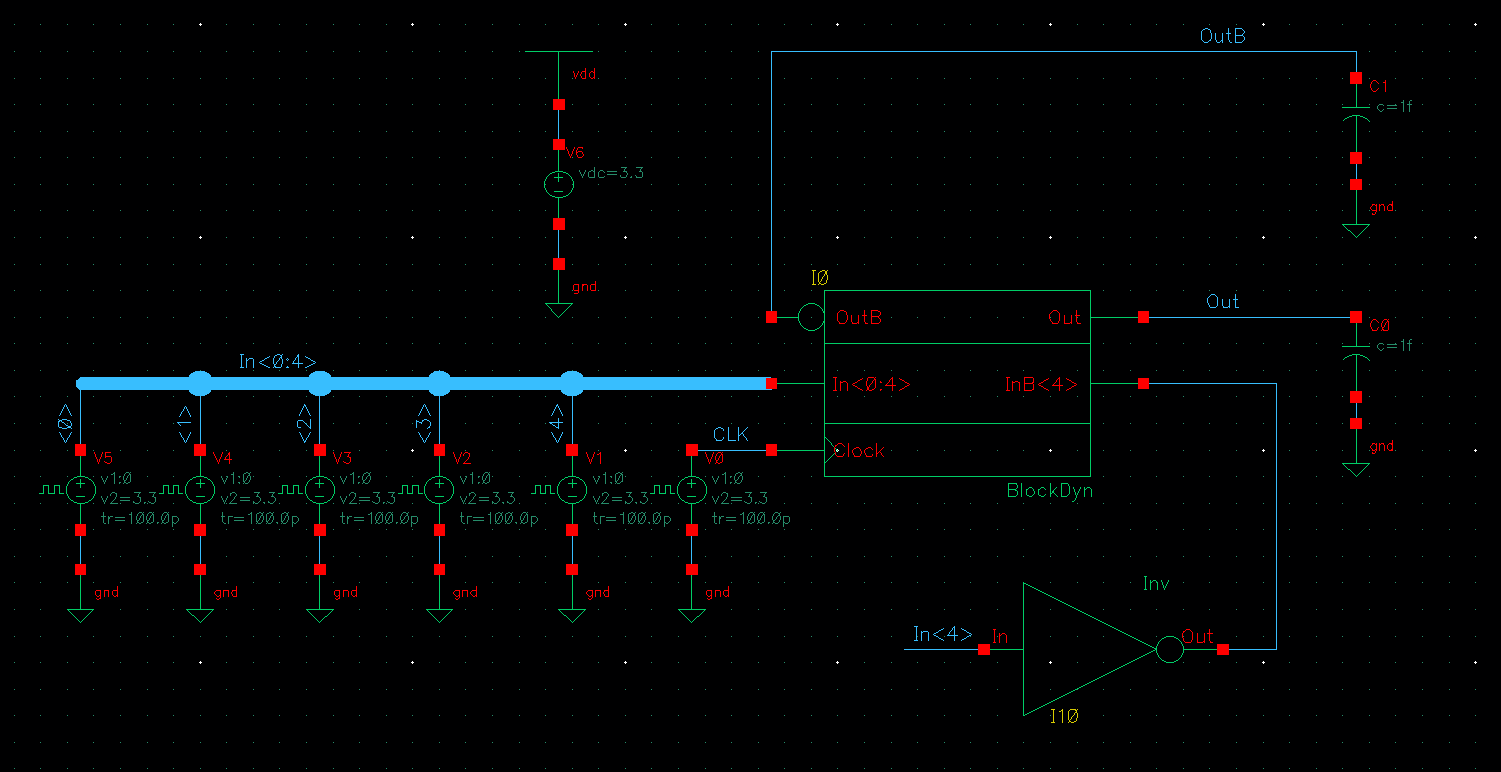 OutB
vdd
C1
c=1f
V6
vdc=3.3
gnd
gnd
I0
OutB
Out
Out
C0
c=1f
In<0:4>
In<0:4>
InB<4>
<0>
<1>
<2>
<3>
<4>
CLK
Clock
gnd
V5
v1:0
v2=3.3
tr=100.0p
V4
v1:0
v2=3.3
tr=100.0p
V3
v1:0
v2=3.3
tr=100.0p
V2
v1:0
v2=3.3
tr=100.0p
V1
v1:0
v2=3.3
tr=100.0p
V0
v1:0
v2=3.3
tr=100.0p
BlockDyn
gnd
gnd
gnd
gnd
gnd
gnd
Inv
In<4>
In
Out
I10